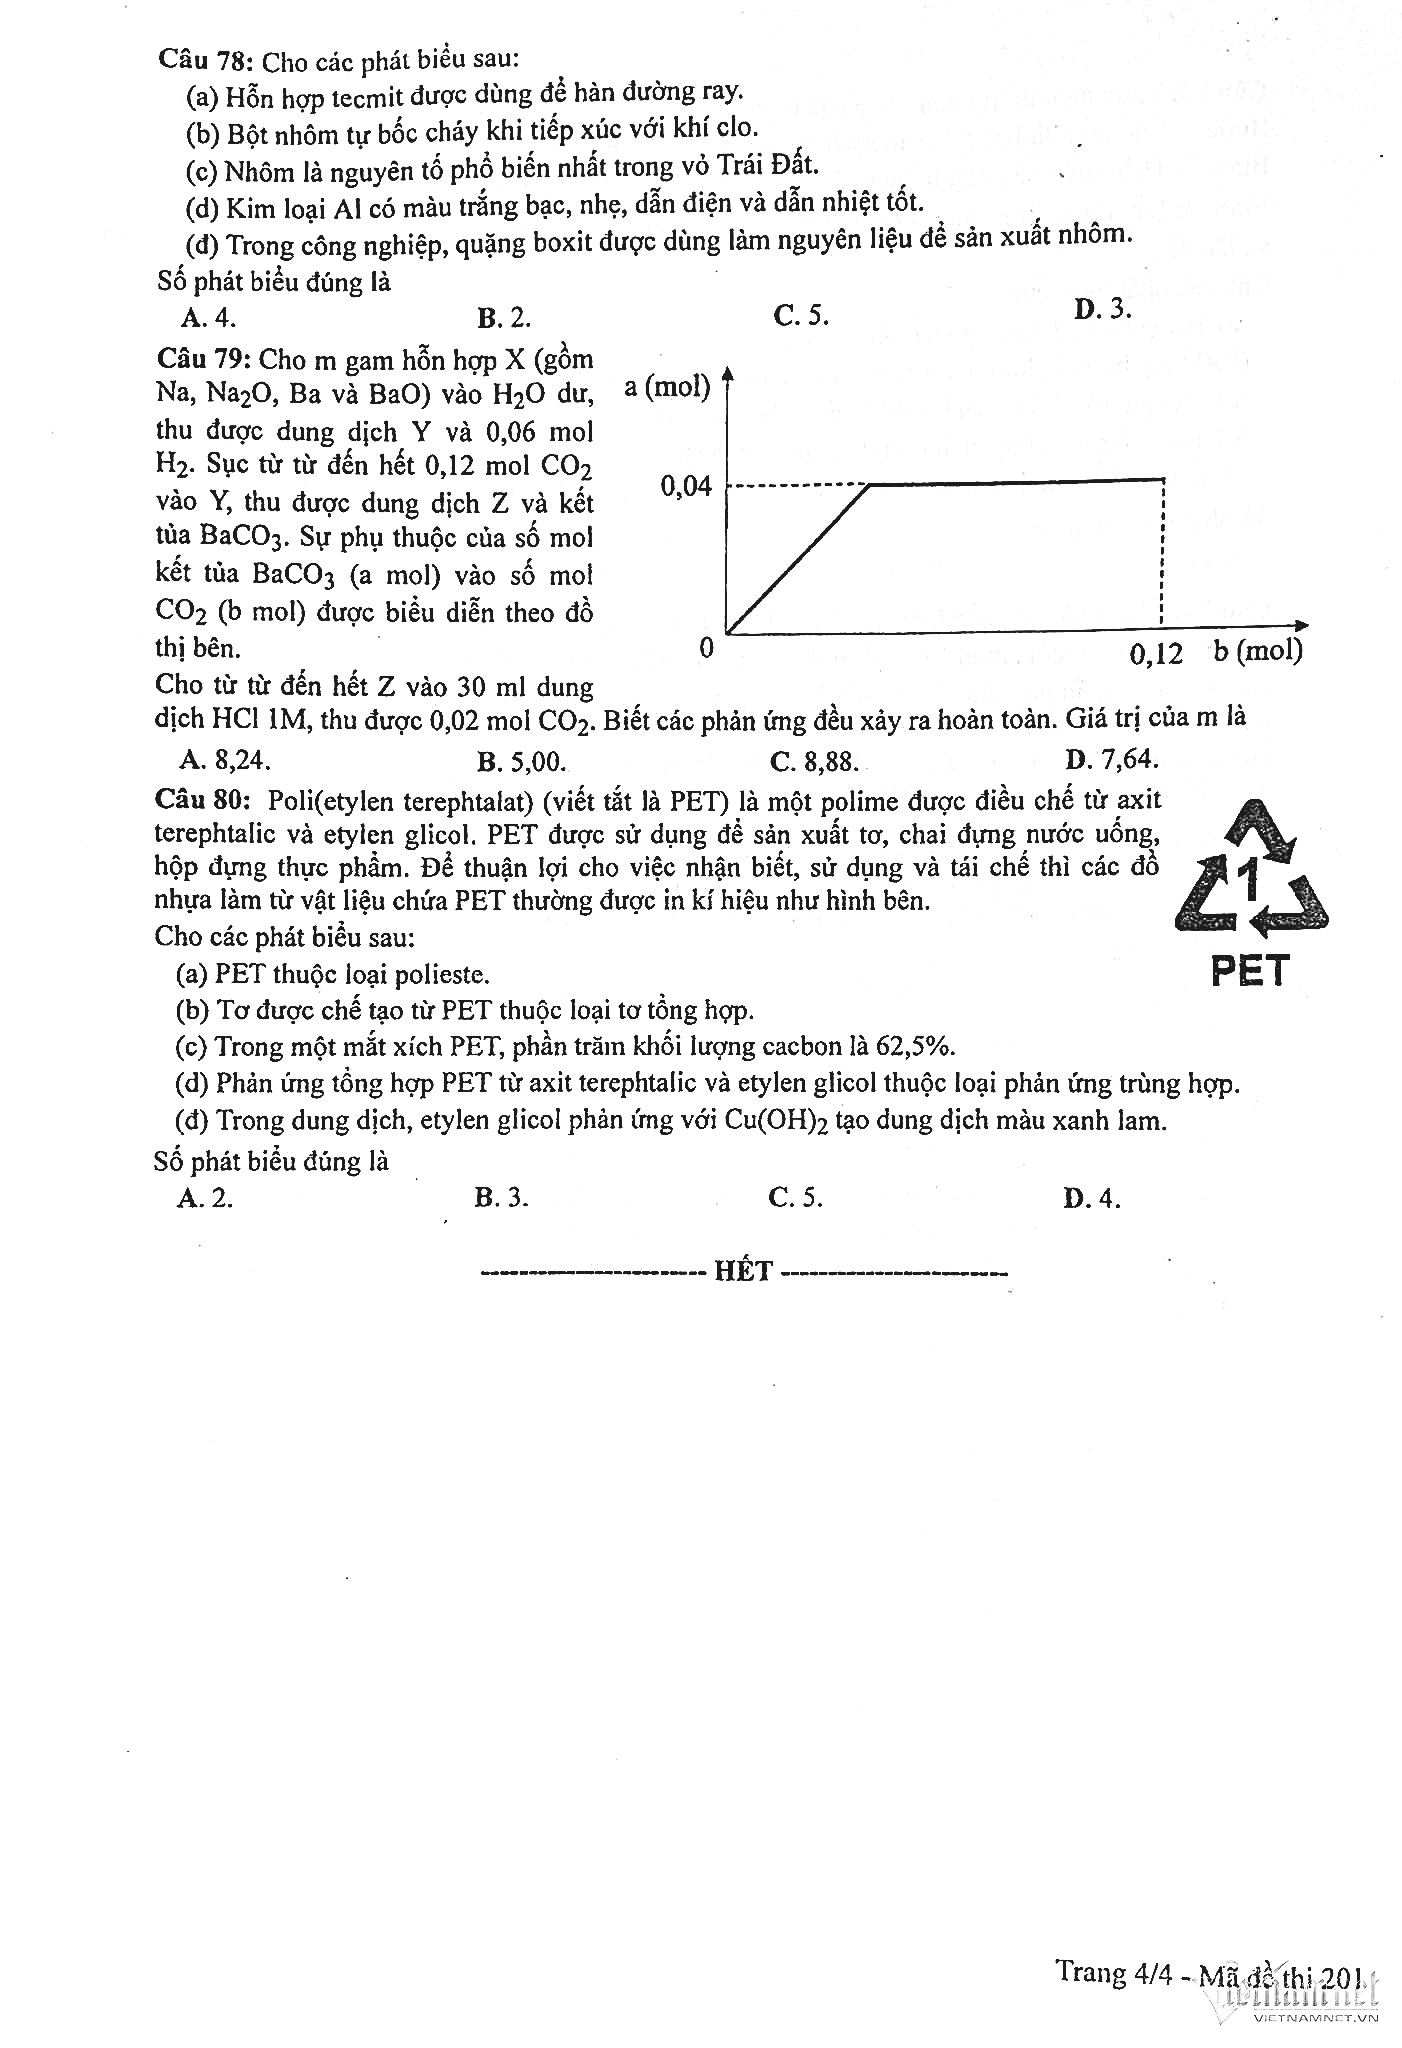 Câu 78: Cho các phát biểu sau:
(a) Hỗn hợp tecmit được dùng để hàn đường ray.
(b) Bột nhôm tự bốc cháy khi tiếp xúc với khí clo.
(c) Nhôm là nguyên tố phổ biến nhất trong vỏ Trái Đất.
(d) Kim loại Al có màu trắng bạc, nhẹ, dẫn điện và dẫn nhiệt tốt.
(đ) Trong công nghiệp, quặng boxit được dùng làm nguyên liệu để sản xuất nhôm.
Số phát biểu đúng là
A. 4. B. 2. C. 5. D. 3.
Câu 79: Cho m gam hỗn hợp X (gồm
Na, Na2O, Ba và BaO) vào H2O dư,
thu được dung dịch Y và 0,06 mol
H2. Sục từ từ đến hết 0,12 mol CO2
vào Y, thu được dung dịch Z và kết
tủa BaCO3. Sự phụ thuộc của số mol
kết tủa BaCO3 (a mol) vào số mol
CO2 (b mol) được biểu diễn theo đồ
thị bên.
a (mol)
0,04
0
0,12 b (mol)
Cho từ từ đến hết Z vào 30 ml dung
dịch HCl 1M, thu được 0,02 mol CO2. Biết các phản ứng đều xảy ra hoàn toàn. Giá trị của m là
A. 8,24. B. 5,00. C. 8,88. D. 7,64.
Câu 80: Poli(etylen terephtalat) (viết tắt là PET) là một polime được điều chế từ axit
terephtalic và etylen glicol. PET được sử dụng để sản xuất tơ, chai đựng nước uống,
hộp đựng thực phẩm. Để thuận lợi cho việc nhận biết, sử dụng và tái chế thì các đồ
nhựa làm từ vật liệu chứa PET thường được in kí hiệu như hình bên.
1
PET
Cho các phát biểu sau:
(a) PET thuộc loại polieste.
(b) Tơ được chế tạo từ PET thuộc loại tơ tổng hợp.
(c) Trong một mắt xích PET, phần trăm khối lượng cacbon là 62,5%.
(d) Phản ứng tổng hợp PET từ axit terephtalic và etylen glicol thuộc loại phản ứng trùng hợp.
(đ) Trong dung dịch, etylen glicol phản ứng với Cu(OH)2 tạo dung dịch màu xanh lam.
Số phát biểu đúng là
A. 2. B. 3. C. 5. D. 4.
---------------------- HẾT ----------------------
Trang 4/4 - Mã đề thi 201
vietnamnet
VIETNAMNET.VN